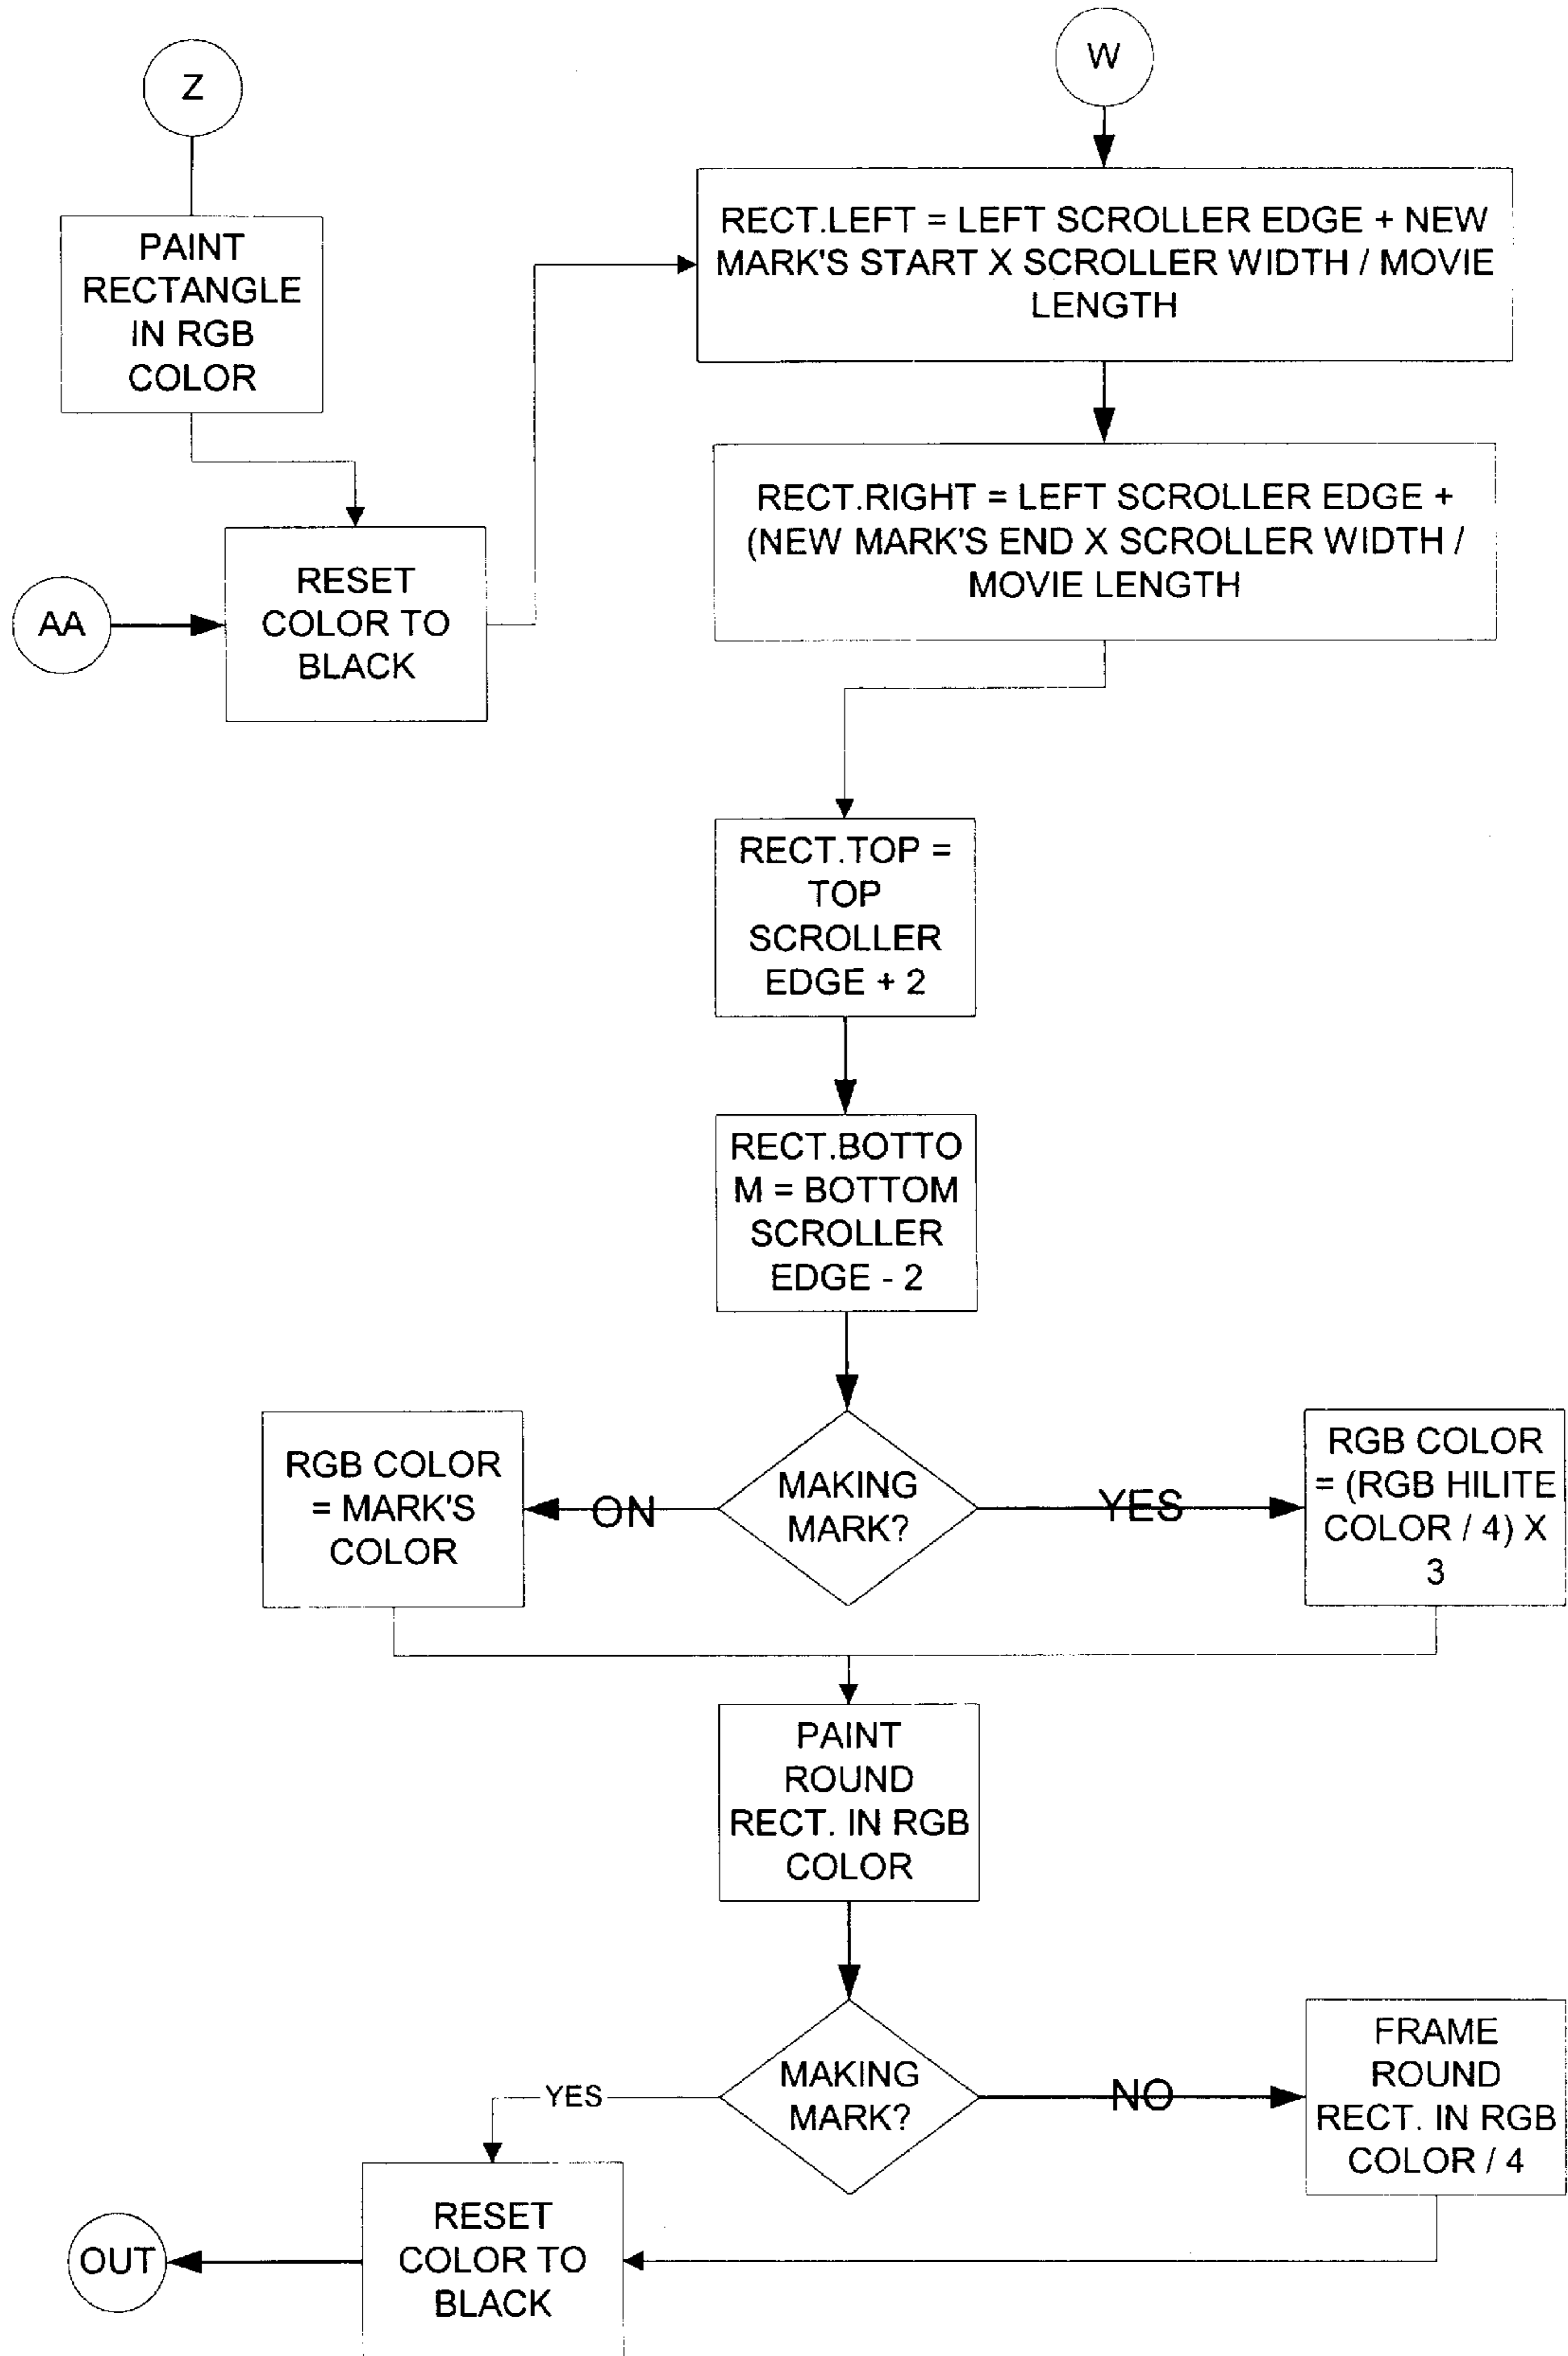 Z
W
PAINT
RECTANGLE
IN RGB
COLOR
RECT.LEFT = LEFT SCROLLER EDGE + NEW
MARK'S START X SCROLLER WIDTH / MOVIE
LENGTH
RECT.RIGHT = LEFT SCROLLER EDGE +
(NEW MARK'S END X SCROLLER WIDTH /
MOVIE LENGTH
AA
RESET
COLOR TO
BLACK
RECT.TOP =
TOP
SCROLLER
EDGE + 2
RECT.BOTTO
M = BOTTOM
SCROLLER
EDGE - 2
RGB COLOR
= MARK'S
COLOR
ON
MAKING
MARK?
YES
RGB COLOR
= (RGB HILITE
COLOR / 4) X
3
PAINT
ROUND
RECT. IN RGB
COLOR
YES
MAKING
MARK?
NO
FRAME
ROUND
RECT. IN RGB
COLOR / 4
OUT
RESET
COLOR TO
BLACK